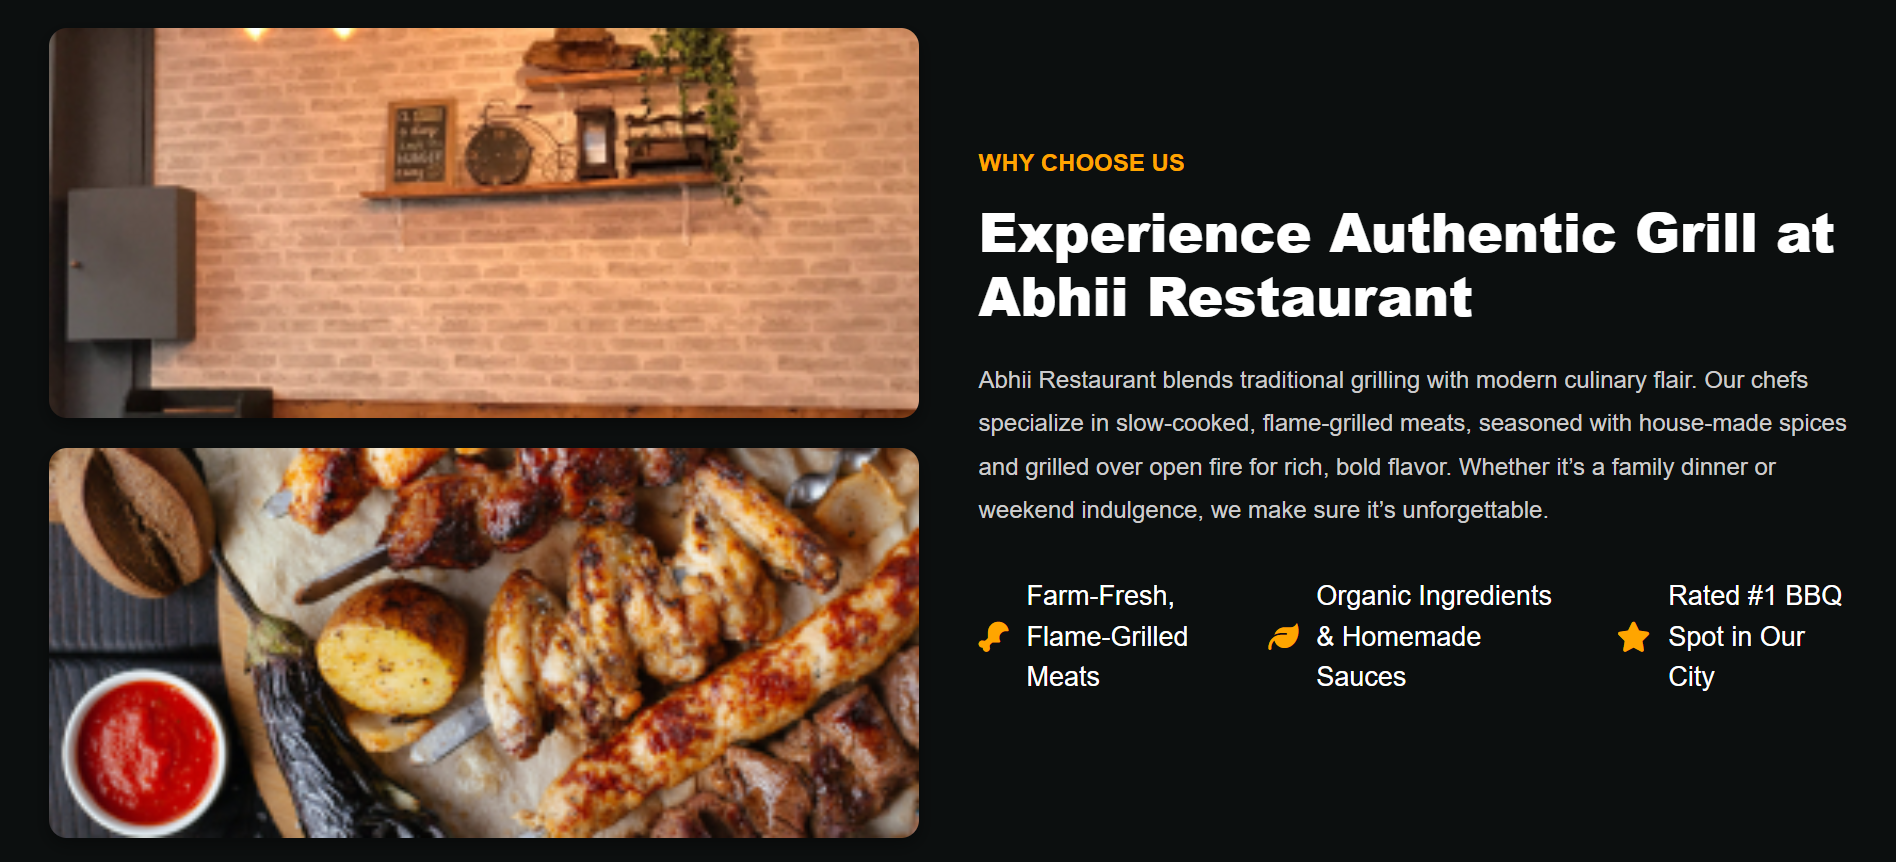 WHY CHOOSE US
Experience Authentic Grill at
Abhii Restaurant
Abhii Restaurant blends traditional grilling with modern culinary flair. Our chefs
specialize in slow-cooked, flame-grilled meats, seasoned with house-made spices
and grilled over open fire for rich, bold flavor. Whether it’s a family dinner or
weekend indulgence, we make sure it’s unforgettable.
Farm-Fresh,
Flame-Grilled
Meats
Organic Ingredients
& Homemade
Sauces
Rated #1 BBQ
Spot in Our
City